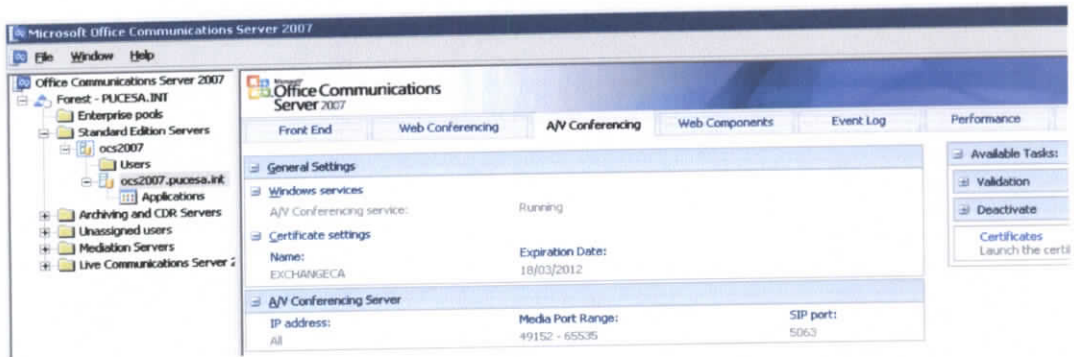 Microsoft Office Communications Server 2007
File Window Help
Office Communications Server 2007
Forest - PUCESA.INT
Enterprise pools
Standard Edition Servers
ocs2007
Users
ocs2007.pucesa.int
Applications
Archiving and CDR Servers
Unassigned users
Mediation Servers
Live Communications Server 2
Microsoft
Office Communications
Server 2007
Front End Web Conferencing A/V Conferencing Web Components Event Log Performance
General Settings
Windows services
A/V Conferencing service: Running
Certificate settings
Name: Expiration Date:
EXCHANGECA 18/03/2012
A/V Conferencing Server
IP address: Media Port Range: SIP port:
All 49152 - 65535 5063
Available Tasks:
Validation
Deactivate
Certificates
Launch the certi